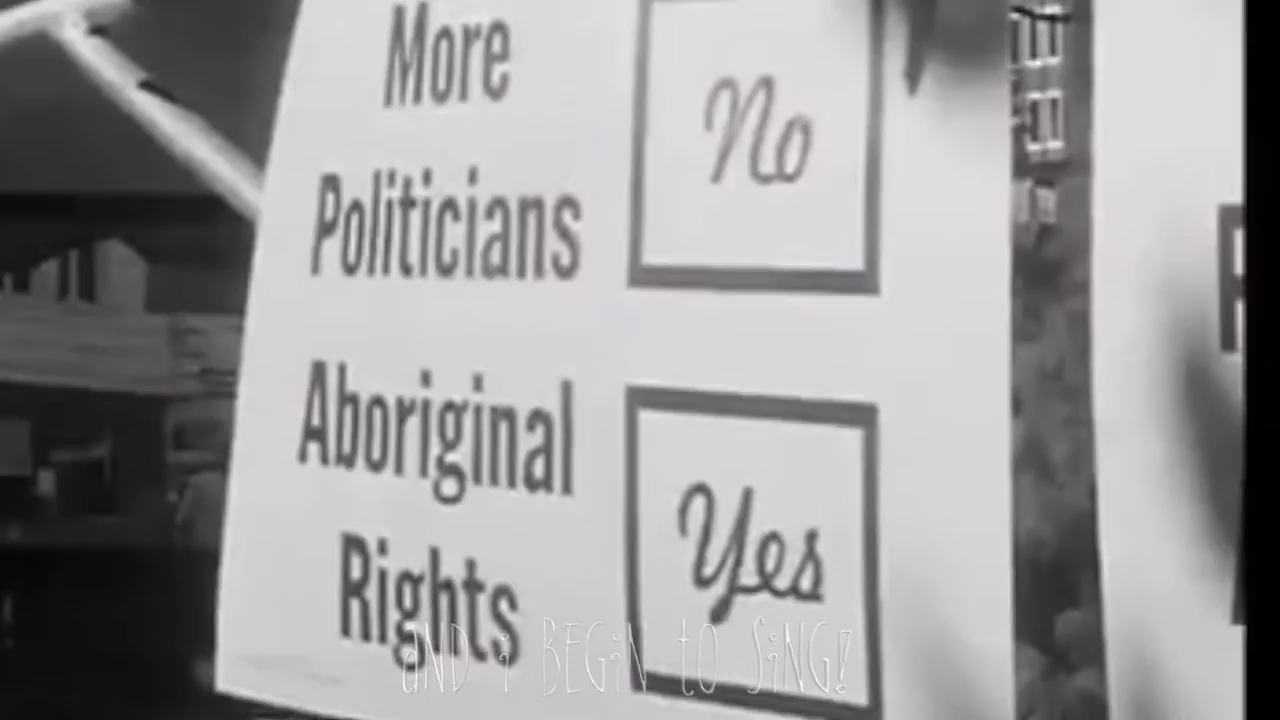 More
No
Politicians
Aboriginal
Yes
Rights
aND i BEGiN tO SiNG!